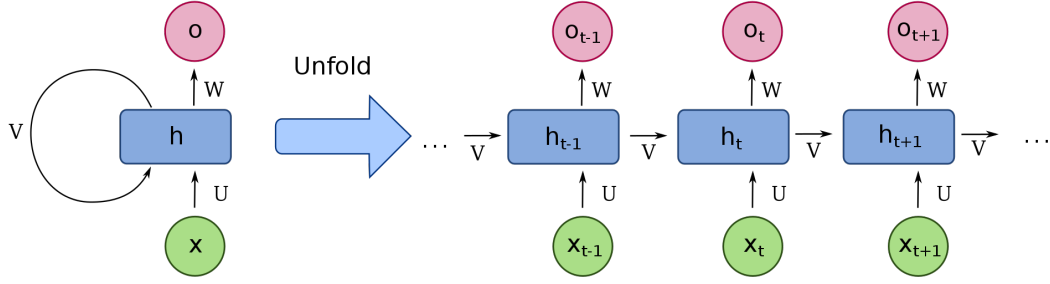 o
W
V
h
U
x
Unfold
...
V
o_{t-1}
W
h_{t-1}
U
x_{t-1}
V
o_t
W
h_t
U
x_t
V
o_{t+1}
W
h_{t+1}
U
x_{t+1}
V
...